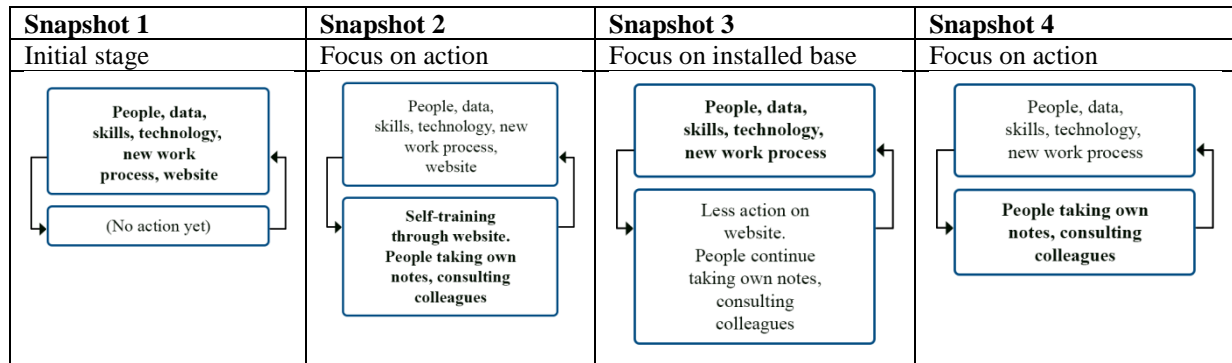 Snapshot 1
Snapshot 2
Snapshot 3
Snapshot 4
Initial stage
Focus on action
Focus on installed base
Focus on action
People, data,
skills, technology,
new work
process, website
(No action yet)
People, data,
skills, technology, new
work process,
website
Self-training
through website.
People taking own
notes, consulting
colleagues
People, data,
skills, technology,
new work process
Less action on
website.
People continue
taking own notes,
consulting
colleagues
People, data,
skills, technology,
new work process
People taking own
notes, consulting
colleagues